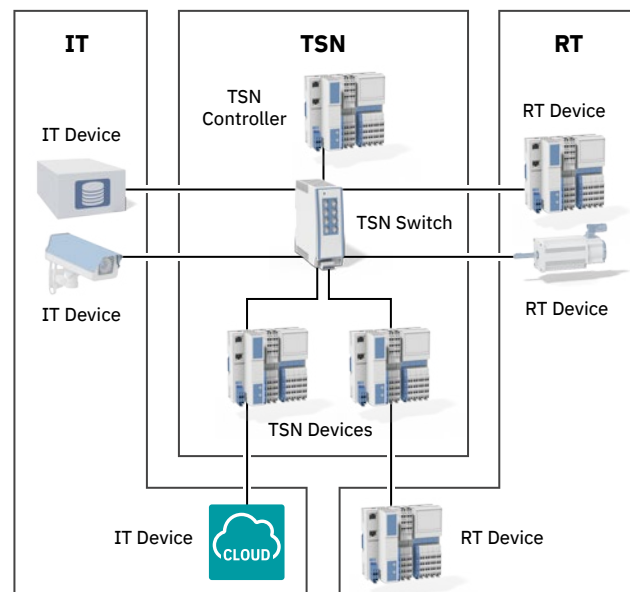 IT
TSN
RT
TSN
Controller
IT Device
RT Device
TSN Switch
IT Device
RT Device
TSN Devices
IT Device
CLOUD
RT Device